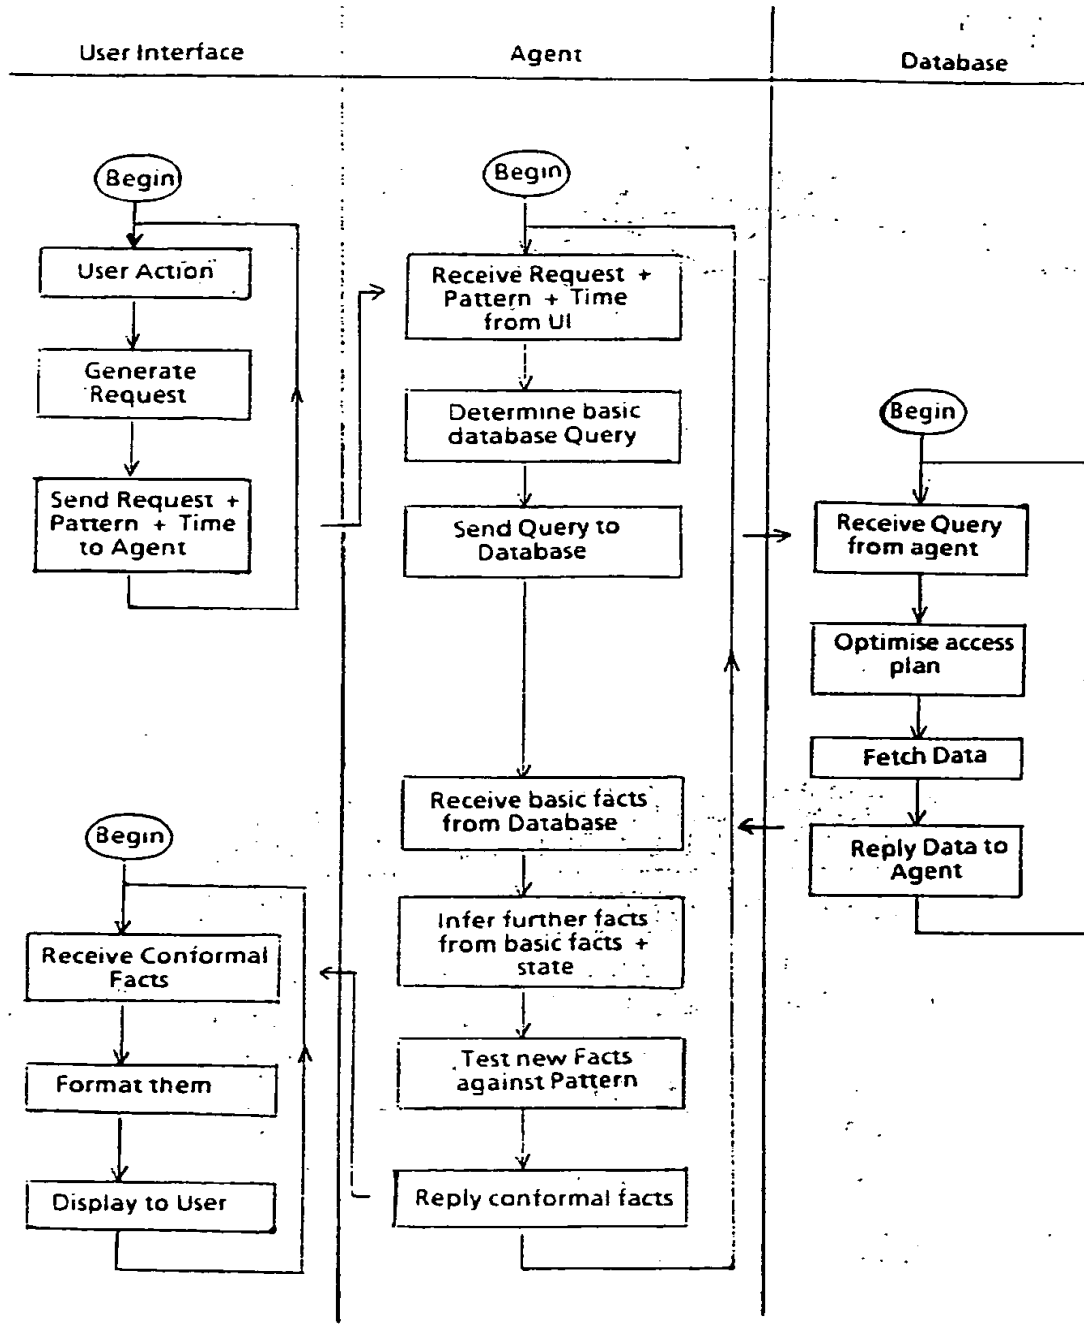 User Interface
Agent
Database
Begin
User Action
Generate
Request
Send Request +
Pattern + Time
to Agent
Begin
Receive Conformal
Facts
Format them
Display to User
Begin
Receive Request +
Pattern + Time
from UI
Determine basic
database Query
Send Query to
Database
Receive basic facts
from Database
Infer further facts
from basic facts +
state
Test new Facts
against Pattern
Reply conformal facts
Begin
Receive Query
from agent
Optimise access
plan
Fetch Data
Reply Data to
Agent